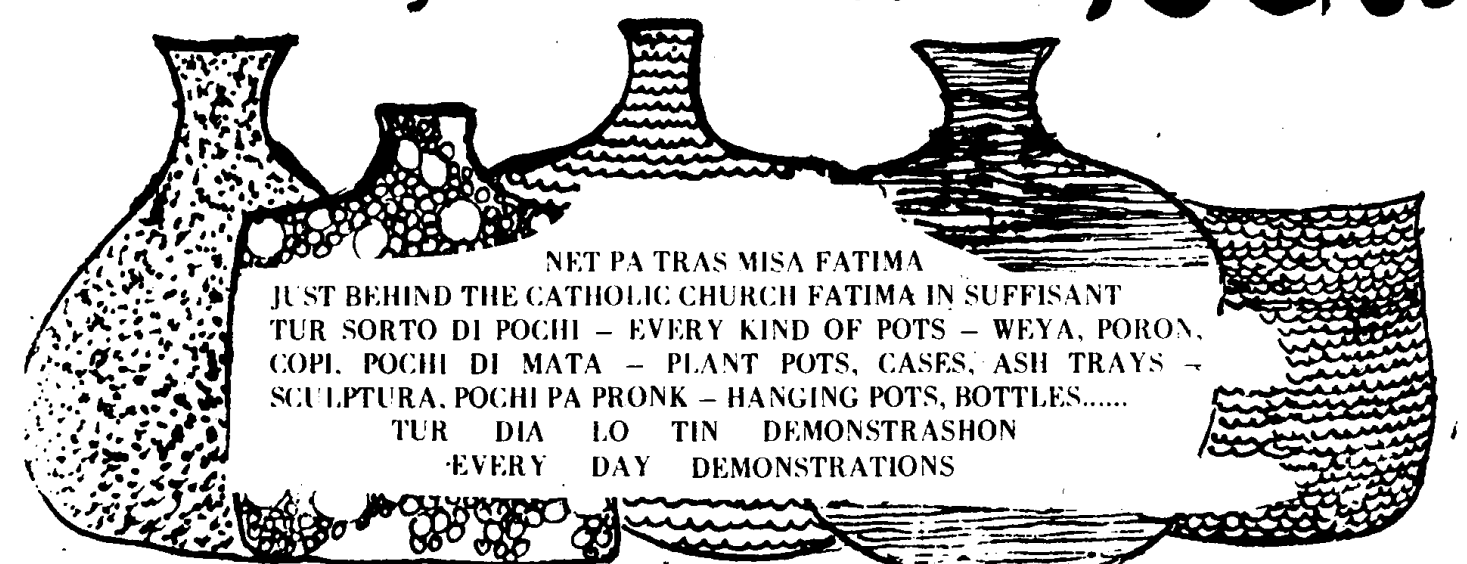 NET PA TRAS MISA FATIMA
JUST BEHIND THE CATHOLIC CHURCH FATIMA IN SUFFISANT
TUR SORTO DI POCHI – EVERY KIND OF POTS – WEYA, PORON,
COPI, POCHI DI MATA – PLANT POTS, CASES, ASH TRAYS –
SCULPTURA, POCHI PA PRONK – HANGING POTS, BOTTLES......
TUR DIA LO TIN DEMONSTRASHON
EVERY DAY DEMONSTRATIONS